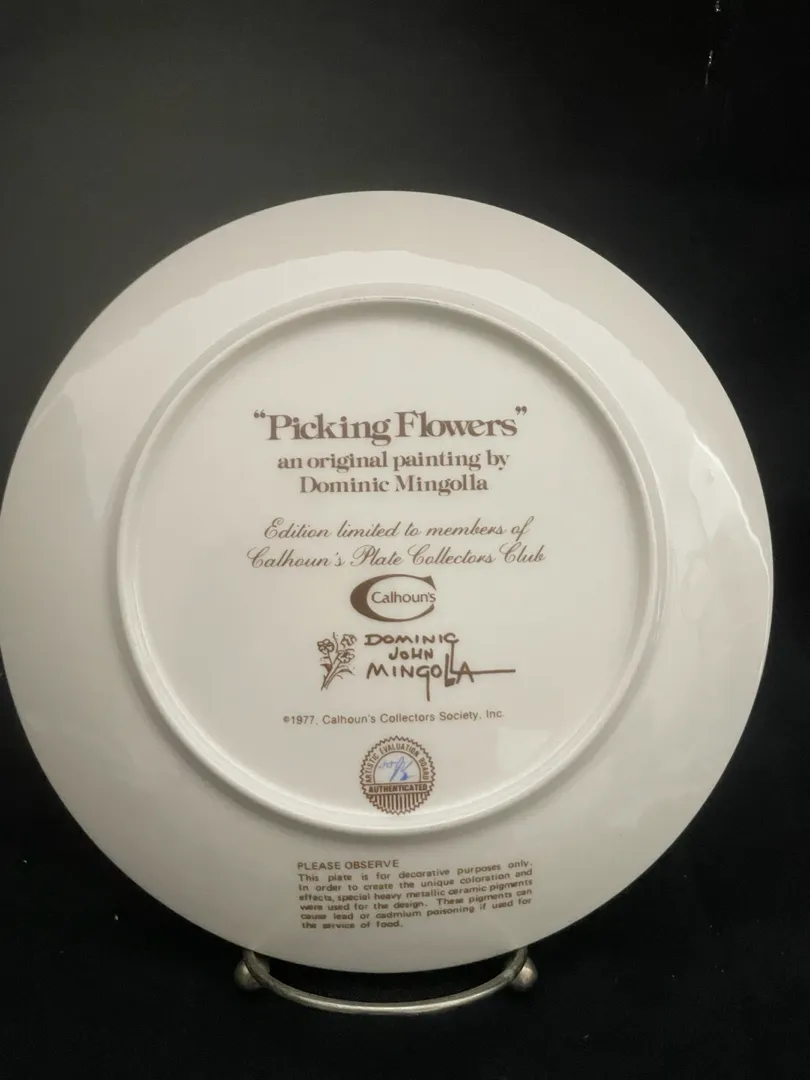 “Picking Flowers”
an original painting by
Dominic Mingolla
Edition limited to members of
Calhoun's Plate Collectors Club
Calhoun's
DOMINIC
JOHN
MINGOLLA
©1977, Calhoun's Collectors Society, Inc.
ARTISTIC EVALUATION BOARD
AUTHENTICATED
PLEASE OBSERVE
This plate is for decorative purposes only.
In order to create the unique coloration and
effects, special heavy metallic ceramic pigments
were used for the design. These pigments can
cause lead or cadmium poisoning if used for
the service of food.